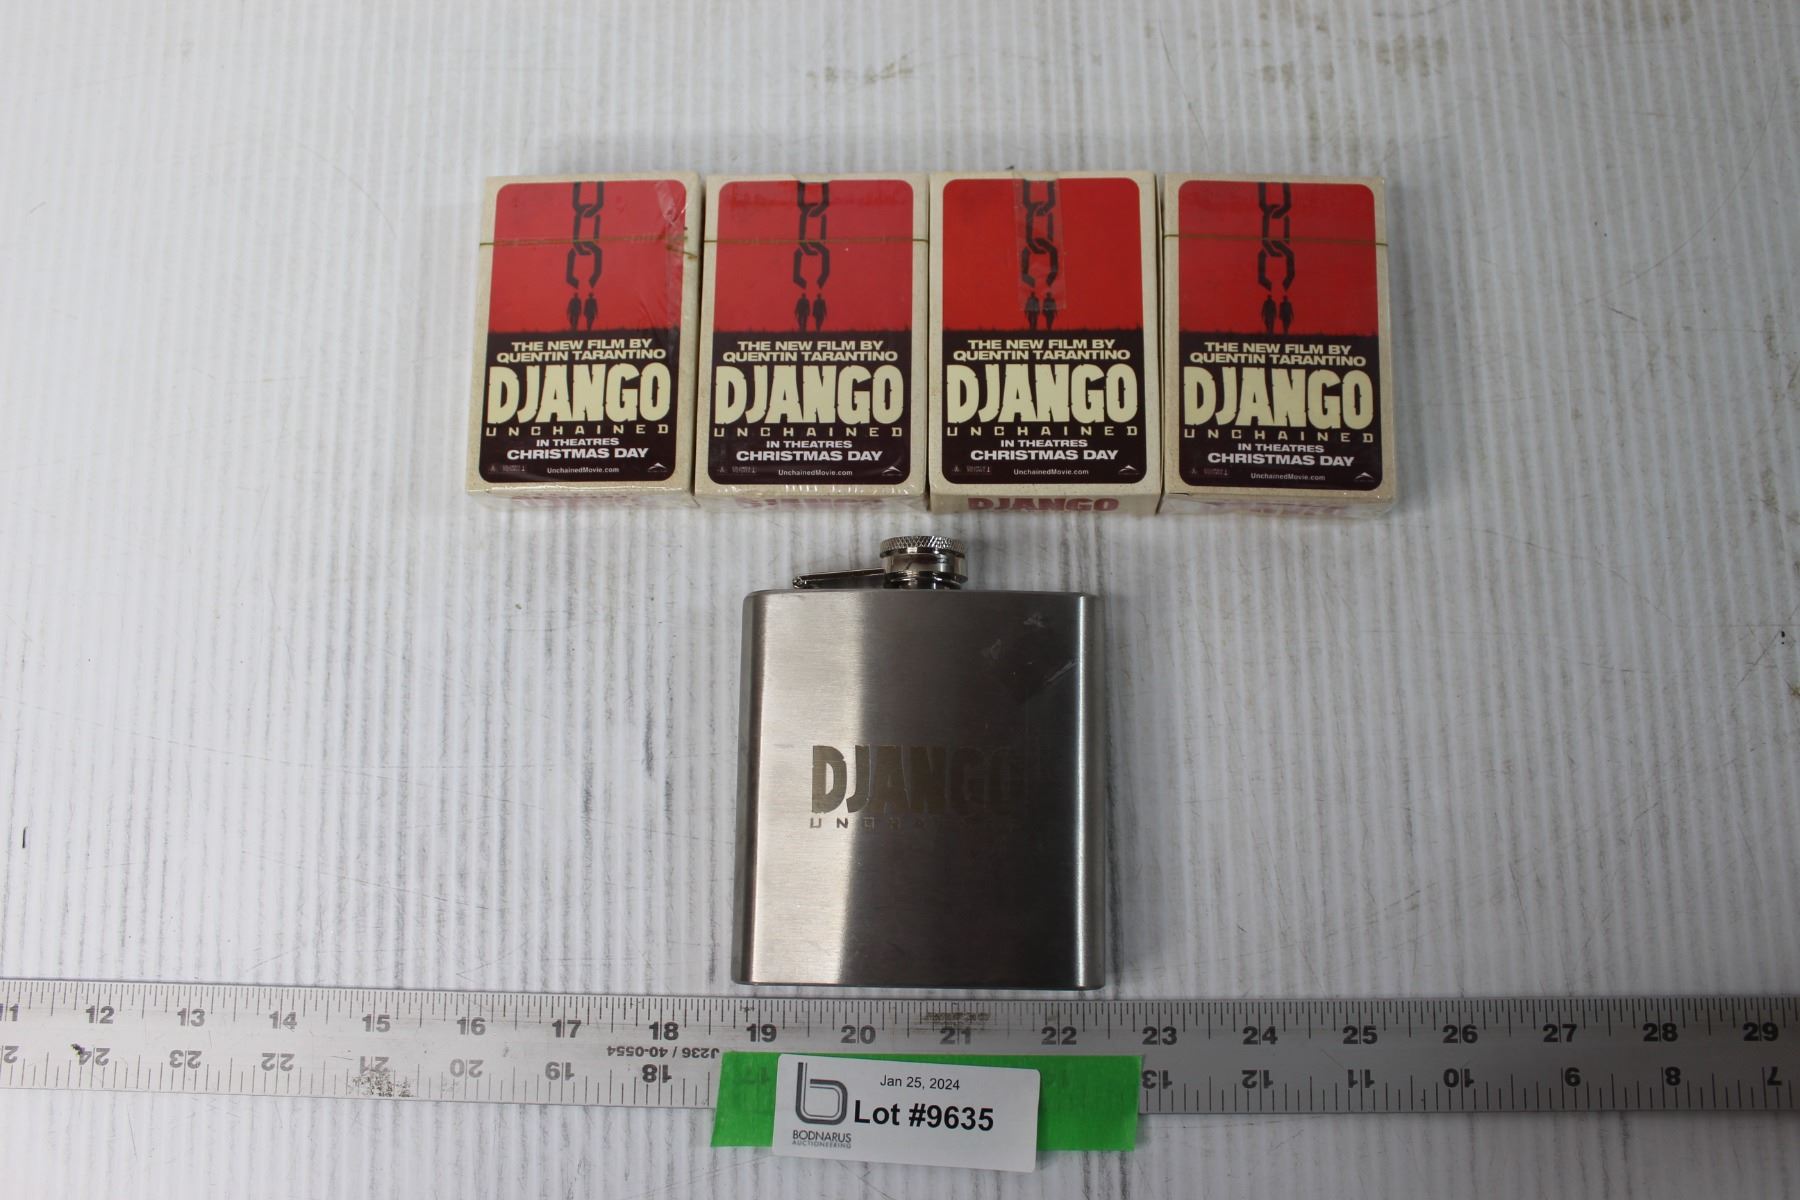 THE NEW FILM BY
QUENTIN TARANTINO
DJANGO
UNCHAINED
IN THEATRES
CHRISTMAS DAY
UnchainedMovie.com
THE NEW FILM BY
QUENTIN TARANTINO
DJANGO
UNCHAINED
IN THEATRES
CHRISTMAS DAY
UnchainedMovie.com
THE NEW FILM BY
QUENTIN TARANTINO
DJANGO
UNCHAINED
IN THEATRES
CHRISTMAS DAY
UnchainedMovie.com
DJANGO
THE NEW FILM BY
QUENTIN TARANTINO
DJANGO
UNCHAINED
IN THEATRES
CHRISTMAS DAY
UnchainedMovie.com
DJANGO
UNCHAINED
11 12 13 14 15 16 17 18 19 20 21 22 23 24 25 26 27 28 29
J236 / 40-0554
24 23 22 21 20 19 18 17 14 13 12 11 10 9 8 7
Jan 25, 2024
Lot #9635
BODNARUS
AUCTIONEERING